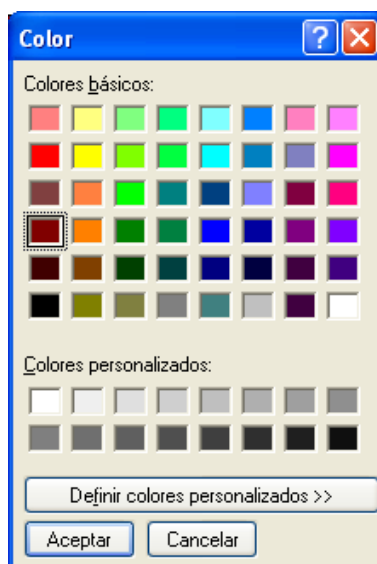 Color
Colores básicos:
Colores personalizados:
Definir colores personalizados >>
Aceptar Cancelar